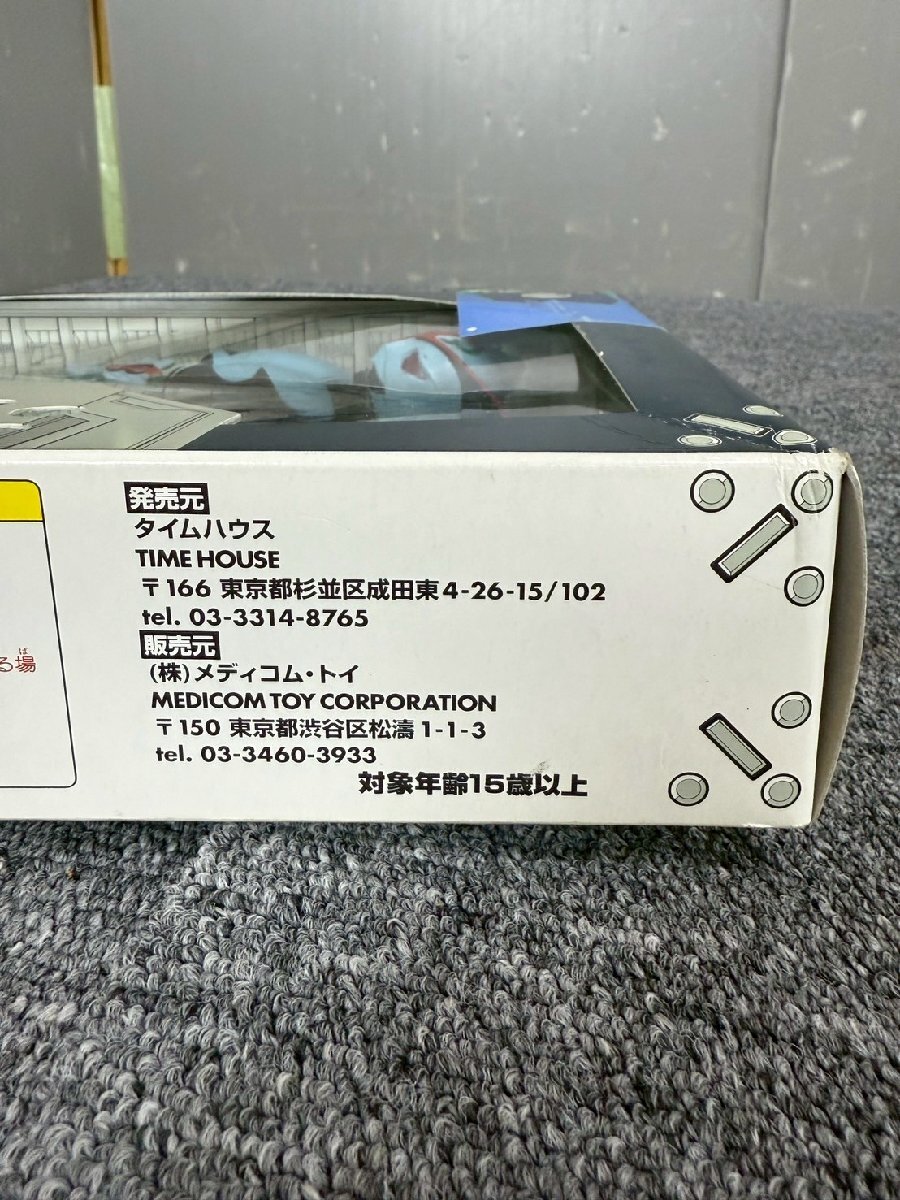 発売元
タイムハウス
TIME HOUSE
〒166 東京都杉並区成田東4-26-15/102
tel. 03-3314-8765
販売元
(株)メディコム・トイ
MEDICOM TOY CORPORATION
〒150 東京都渋谷区松濤1-1-3
tel. 03-3460-3933
対象年齢15歳以上
る場
ば